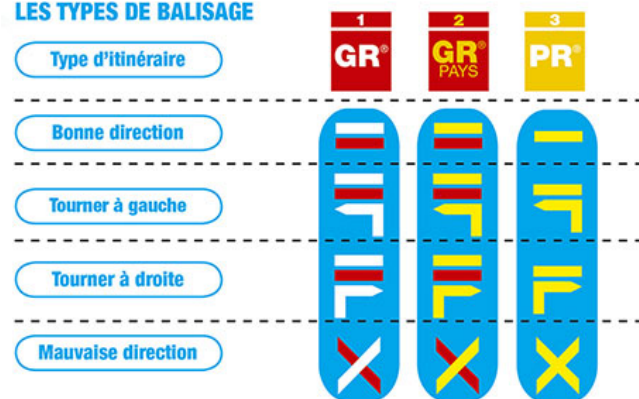 LES TYPES DE BALISAGE
1 2 3
Type d'itinéraire
GR® GR® PR®
PAYS
Bonne direction
Tourner à gauche
Tourner à droite
Mauvaise direction